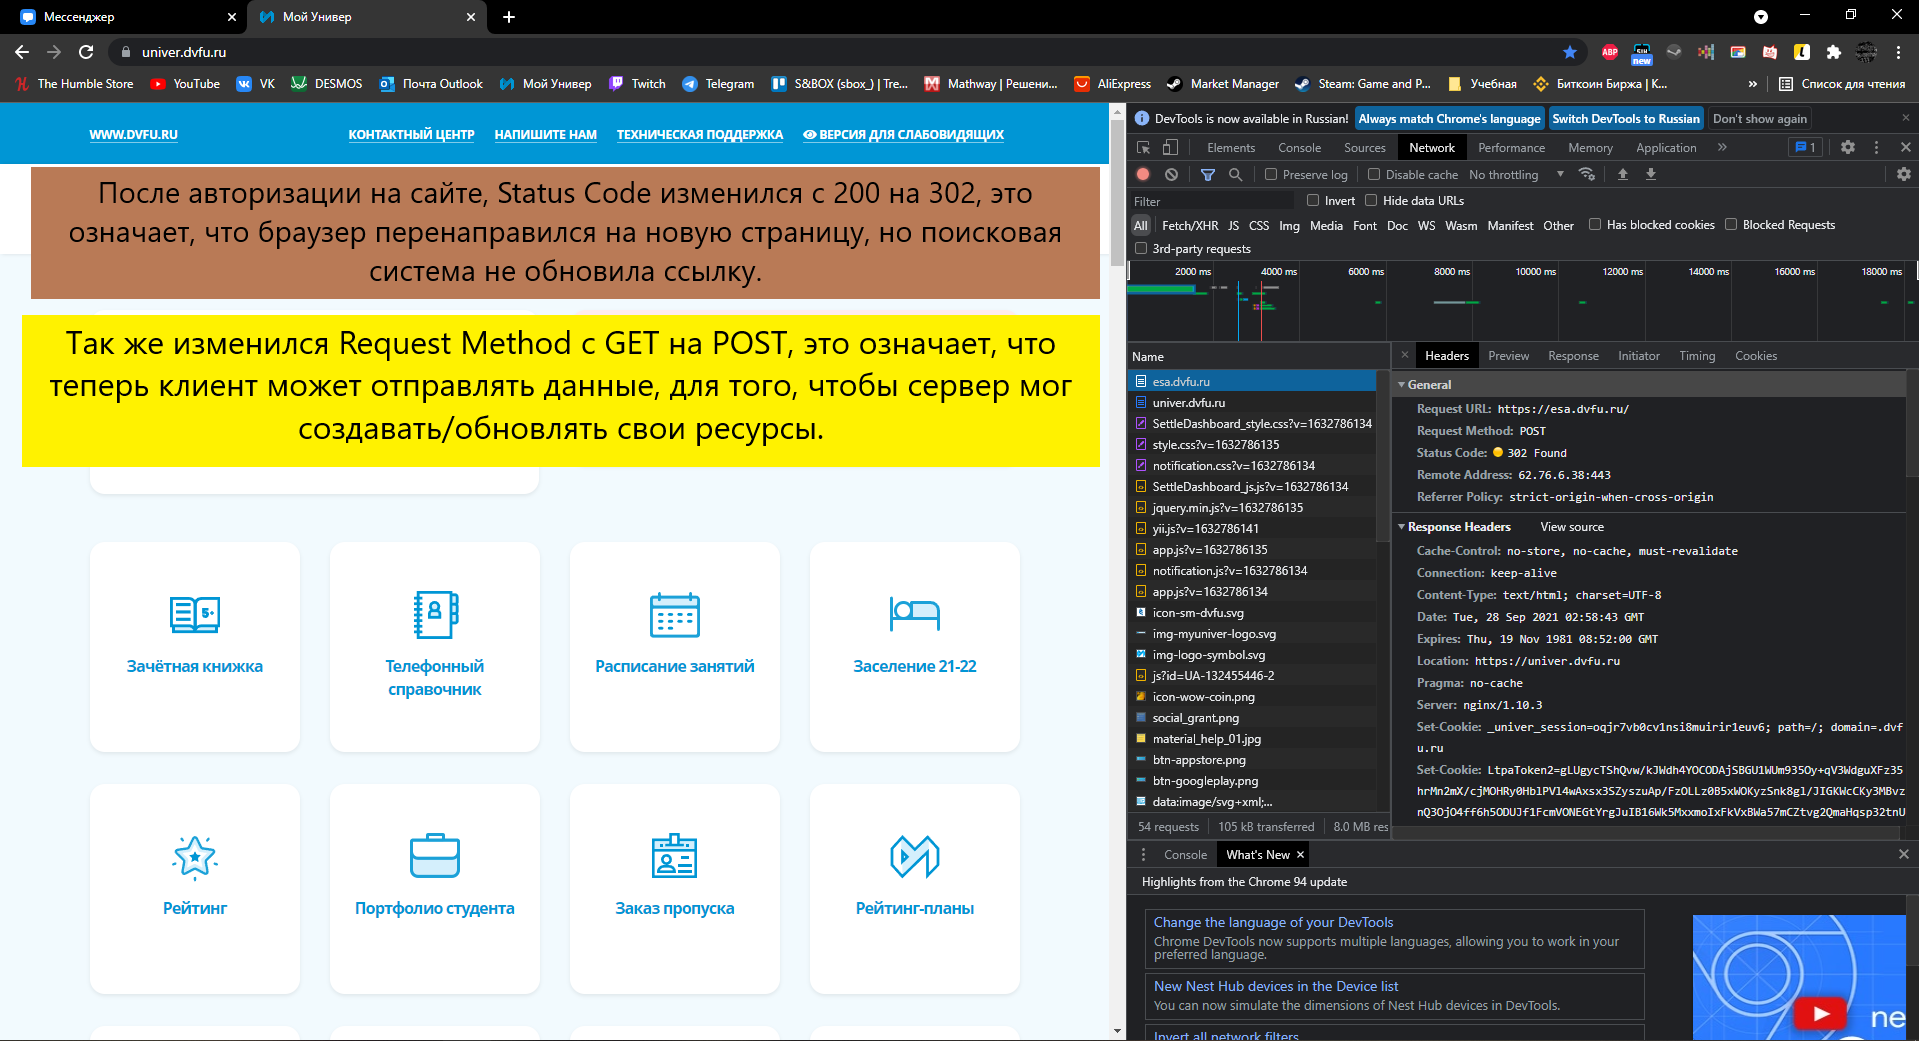 Мессенджер
Мой Универ
univer.dvfu.ru
ABP
new
The Humble Store
YouTube
VK
DESMOS
Почта Outlook
Мой Универ
Twitch
Telegram
S&BOX (sbox_) | Tre...
Mathway | Решени...
AliExpress
Market Manager
Steam: Game and P...
Учебная
Биткоин Биржа | K...
»
Список для чтения
WWW.DVFU.RU
КОНТАКТНЫЙ ЦЕНТР
НАПИШИТЕ НАМ
ТЕХНИЧЕСКАЯ ПОДДЕРЖКА
ВЕРСИЯ ДЛЯ СЛАБОВИДЯЩИХ
После авторизации на сайте, Status Code изменился с 200 на 302, это
означает, что браузер перенаправился на новую страницу, но поисковая
система не обновила ссылку.
Так же изменился Request Method с GET на POST, это означает, что
теперь клиент может отправлять данные, для того, чтобы сервер мог
создавать/обновлять свои ресурсы.
Зачётная книжка
Телефонный
справочник
Расписание занятий
Заселение 21-22
Рейтинг
Портфолио студента
Заказ пропуска
Рейтинг-планы
DevTools is now available in Russian!
Always match Chrome's language
Switch DevTools to Russian
Don't show again
Elements
Console
Sources
Network
Performance
Memory
Application
»
1
Preserve log
Disable cache
No throttling
Filter
Invert
Hide data URLs
All
Fetch/XHR
JS
CSS
Img
Media
Font
Doc
WS
Wasm
Manifest
Other
Has blocked cookies
Blocked Requests
3rd-party requests
2000 ms
4000 ms
6000 ms
8000 ms
10000 ms
12000 ms
14000 ms
16000 ms
18000 ms
Name
esa.dvfu.ru
univer.dvfu.ru
SettleDashboard_style.css?v=1632786134
style.css?v=1632786135
notification.css?v=1632786134
SettleDashboard_js.js?v=1632786134
jquery.min.js?v=1632786135
yii.js?v=1632786141
app.js?v=1632786135
notification.js?v=1632786134
app.js?v=1632786134
icon-sm-dvfu.svg
img-myuniver-logo.svg
img-logo-symbol.svg
js?id=UA-132455446-2
icon-wow-coin.png
social_grant.png
material_help_01.jpg
btn-appstore.png
btn-googleplay.png
data:image/svg+xml;...
54 requests
105 kB transferred
8.0 MB res
Headers
Preview
Response
Initiator
Timing
Cookies
General
Request URL: https://esa.dvfu.ru/
Request Method: POST
Status Code: 302 Found
Remote Address: 62.76.6.38:443
Referrer Policy: strict-origin-when-cross-origin
Response Headers
View source
Cache-Control: no-store, no-cache, must-revalidate
Connection: keep-alive
Content-Type: text/html; charset=UTF-8
Date: Tue, 28 Sep 2021 02:58:43 GMT
Expires: Thu, 19 Nov 1981 08:52:00 GMT
Location: https://univer.dvfu.ru
Pragma: no-cache
Server: nginx/1.10.3
Set-Cookie: _univer_session=oqjr7vb0cv1nsi8muirir1euv6; path=/; domain=.dvf
u.ru
Set-Cookie:
Console
What's New
Highlights from the Chrome 94 update
Change the language of your DevTools
Chrome DevTools now supports multiple languages, allowing you to work in your
preferred language.
New Nest Hub devices in the Device list
You can now simulate the dimensions of Nest Hub devices in DevTools.
Invert all network filters
ne